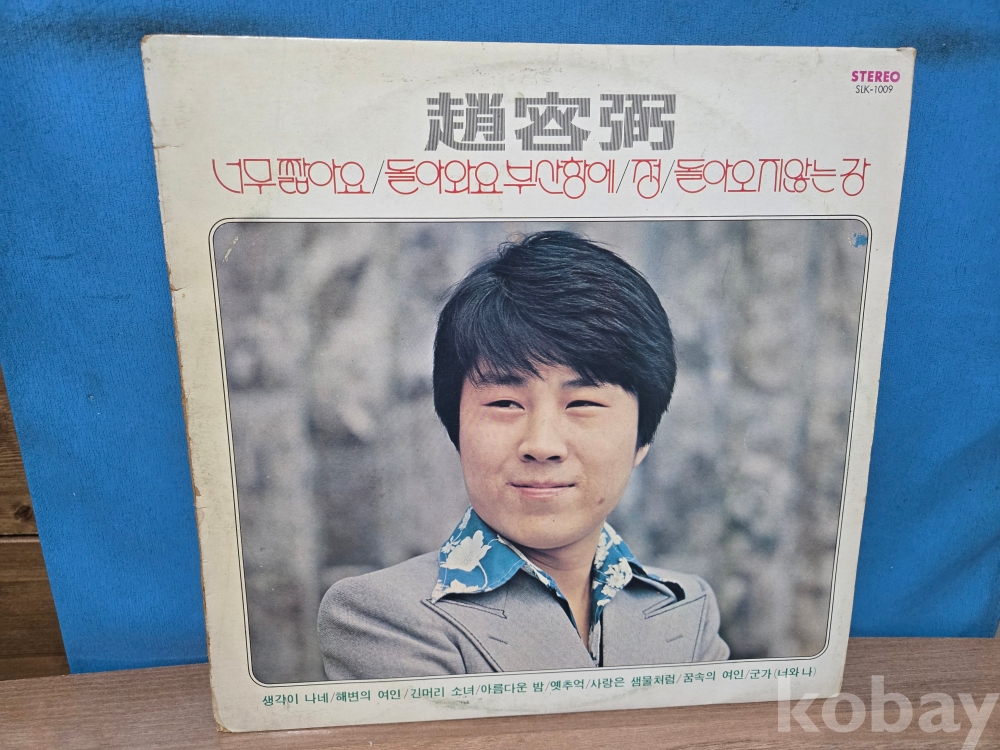 STEREO
SLK-1009
趙容弼
너무 짧아요/돌아와요 부산항에/정/돌아오지않는 강
생각이 나네/해변의 여인/긴머리 소녀/아름다운 밤/옛추억/사랑은 샘물처럼/꿈속의 여인/군가(너와 나)
kobay